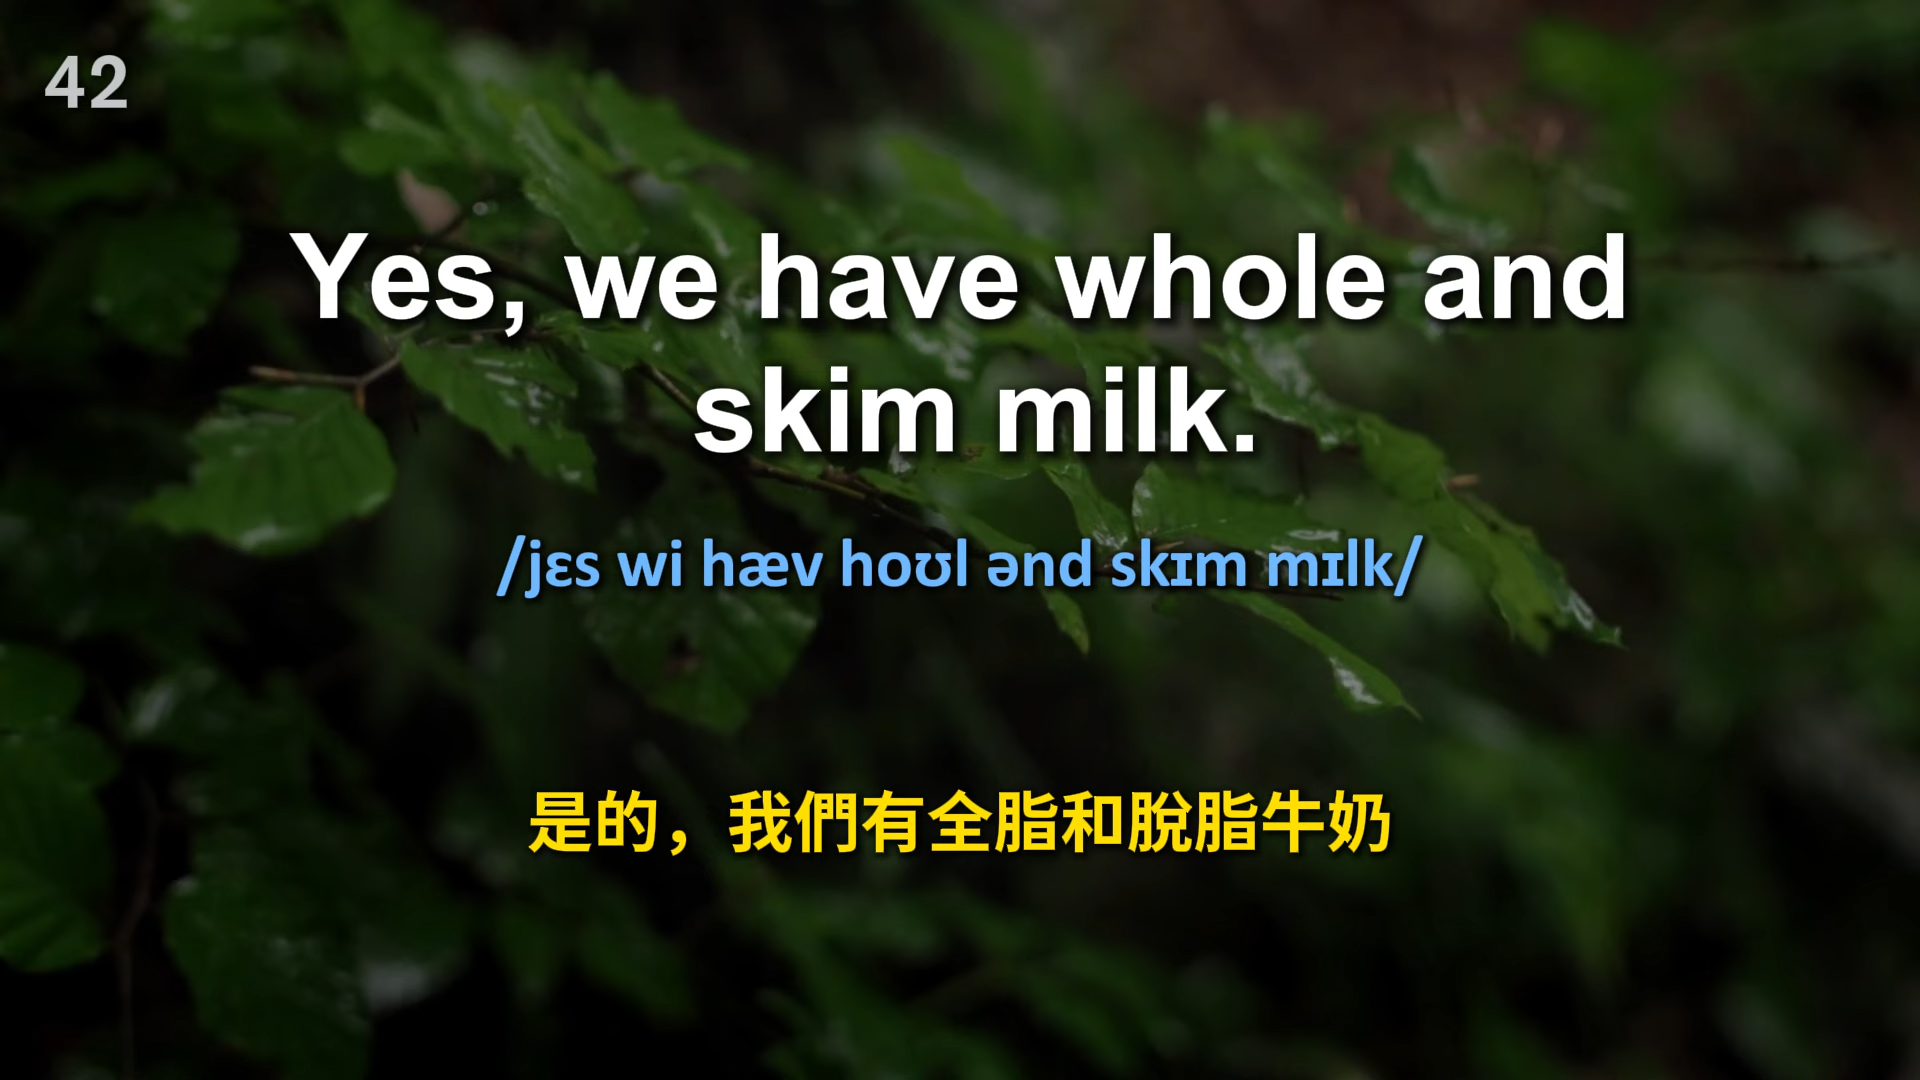 42
Yes, we have whole and
skim milk.
/jɛs wi hæv hoʊl ənd skɪm mɪlk/
是的，我們有全脂和脫脂牛奶